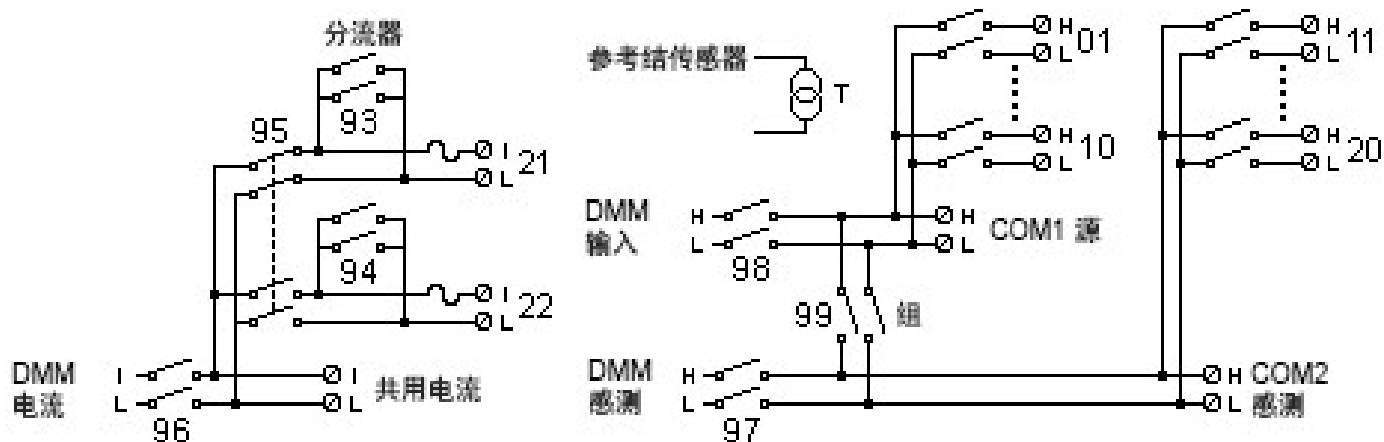 分流器
93
95
I
L 21
94
I
L 22
DMM
电流
I
L
96
I
L
共用电流
参考结传感器
T
H
L 01
H
L 10
H
L 11
H
L 20
DMM
输入
H
L
98
H
L
COM1 源
99
组
DMM
感测
H
L
97
H COM2
L 感测